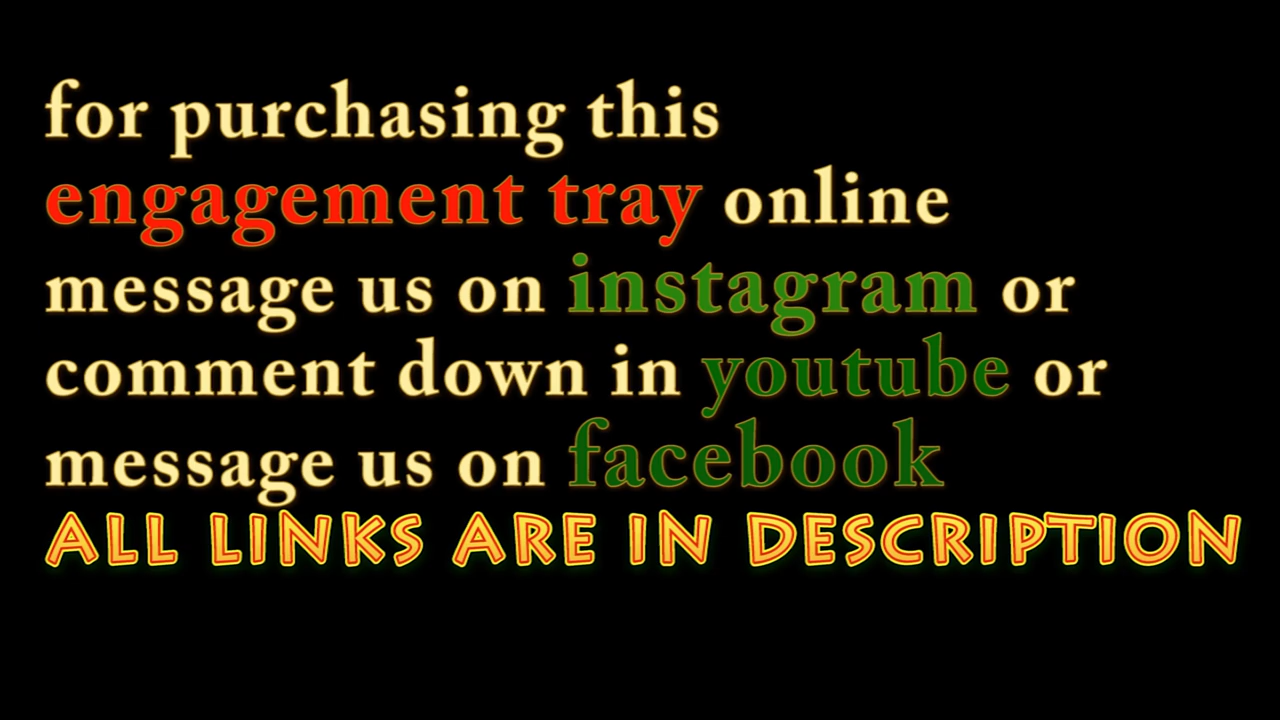 for purchasing this
engagement tray online
message us on instagram or
comment down in youtube or
message us on facebook
ALL LINKS ARE IN DESCRIPTION